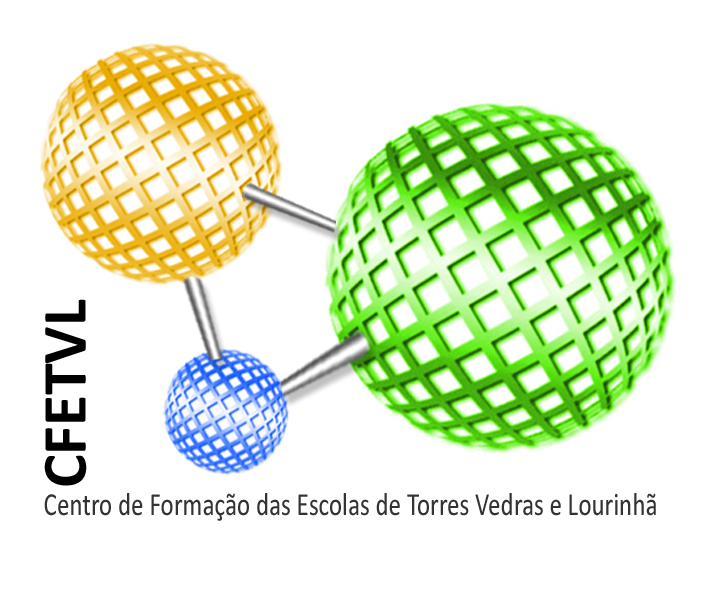 CFETVL
Centro de Formação das Escolas de Torres Vedras e Lourinhã